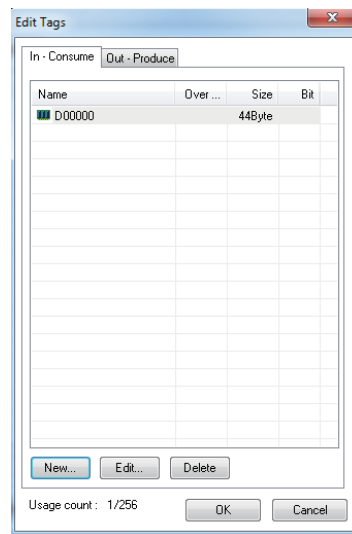 Edit Tags
In - Consume Out - Produce
Name Over ... Size Bit
D00000 44Byte
New... Edit... Delete
Usage count : 1/256 OK Cancel